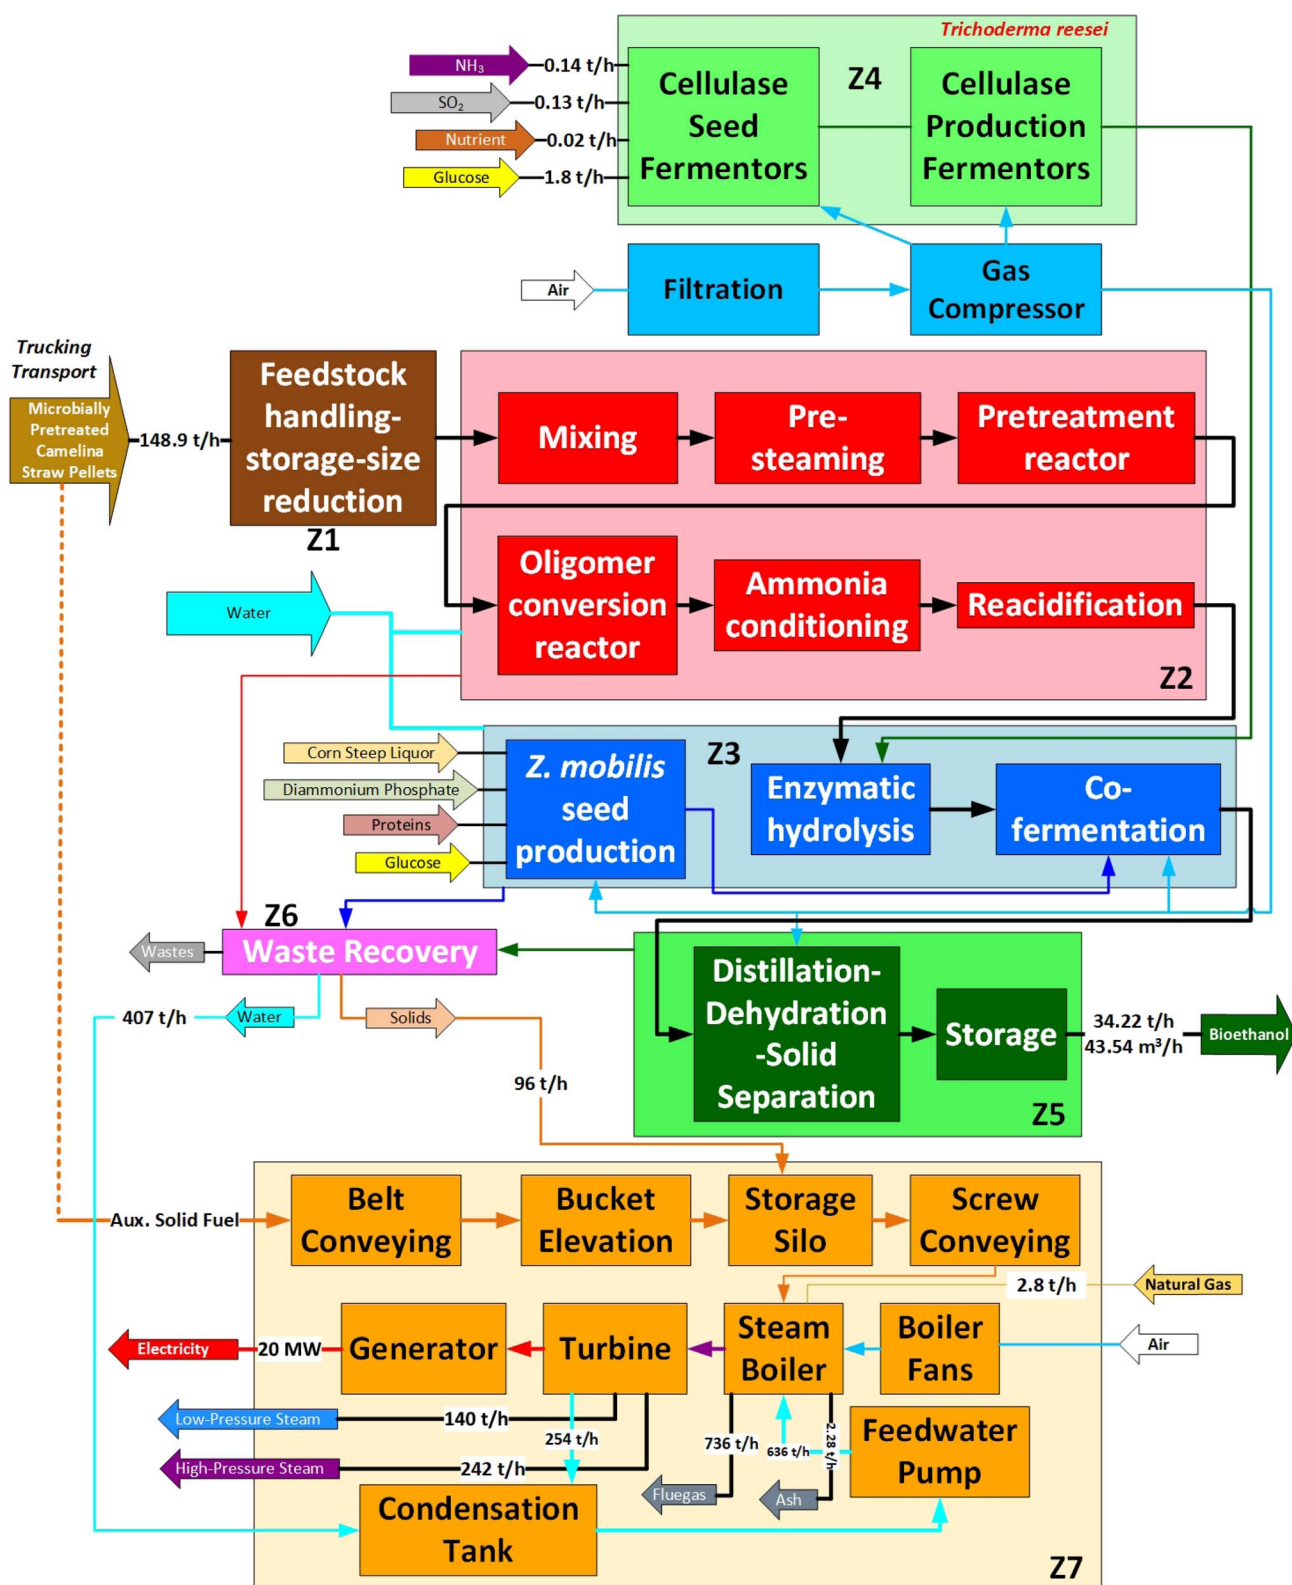 Trichoderma reesei
NH₃
0.14 t/h
SO₂
0.13 t/h
Nutrient
0.02 t/h
Glucose
1.8 t/h
Cellulase
Seed
Fermentors
Z4
Cellulase
Production
Fermentors
Air
Filtration
Gas
Compressor
Trucking
Transport
Microbially
Pretreated
Camelina
Straw Pellets
148.9 t/h
Feedstock
handling-
storage-size
reduction
Z1
Mixing
Pre-
steaming
Pretreatment
reactor
Oligomer
conversion
reactor
Ammonia
conditioning
Reacidification
Z2
Water
Corn Steep Liquor
Diammonium Phosphate
Proteins
Glucose
Z. mobilis
seed
production
Z3
Enzymatic
hydrolysis
Co-
fermentation
Z6
Wastes
Waste Recovery
407 t/h
Water
Solids
96 t/h
Distillation-
Dehydration
-Solid
Separation
Storage
34.22 t/h
43.54 m³/h
Bioethanol
Z5
Aux. Solid Fuel
Belt
Conveying
Bucket
Elevation
Storage
Silo
Screw
Conveying
2.8 t/h
Natural Gas
Electricity
20 MW
Generator
Turbine
Steam
Boiler
Boiler
Fans
Air
Low-Pressure Steam
140 t/h
254 t/h
736 t/h
636 t/h
2.28 t/h
Feedwater
Pump
High-Pressure Steam
242 t/h
Fluegas
Ash
Condensation
Tank
Z7